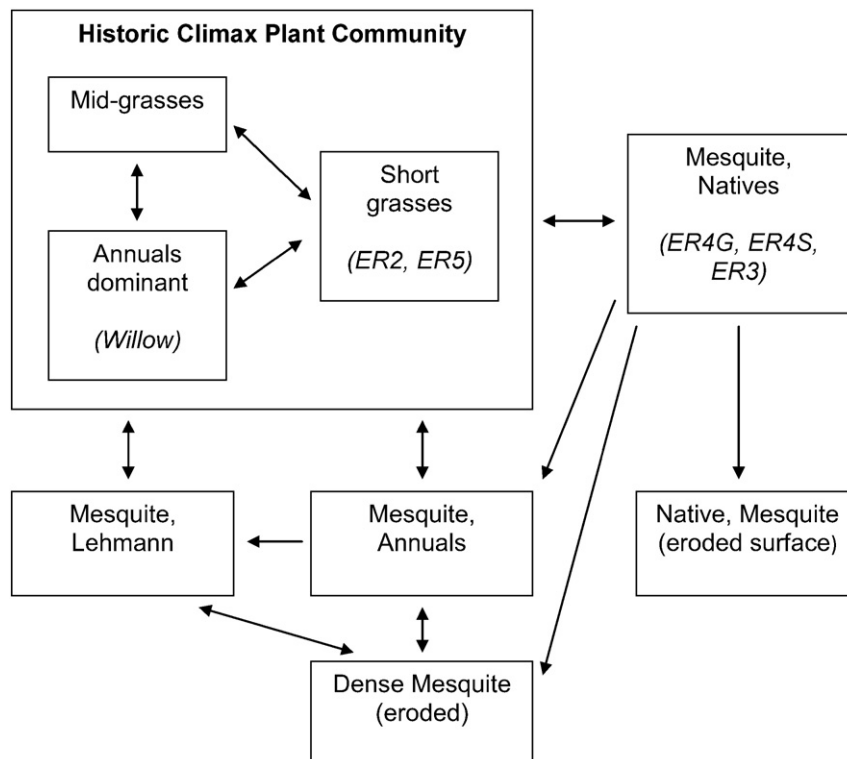 Historic Climax Plant Community
Mid-grasses
Short
grasses
(ER2, ER5)
Annuals
dominant
(Willow)
Mesquite,
Natives
(ER4G, ER4S,
ER3)
Mesquite,
Lehmann
Mesquite,
Annuals
Native, Mesquite
(eroded surface)
Dense Mesquite
(eroded)